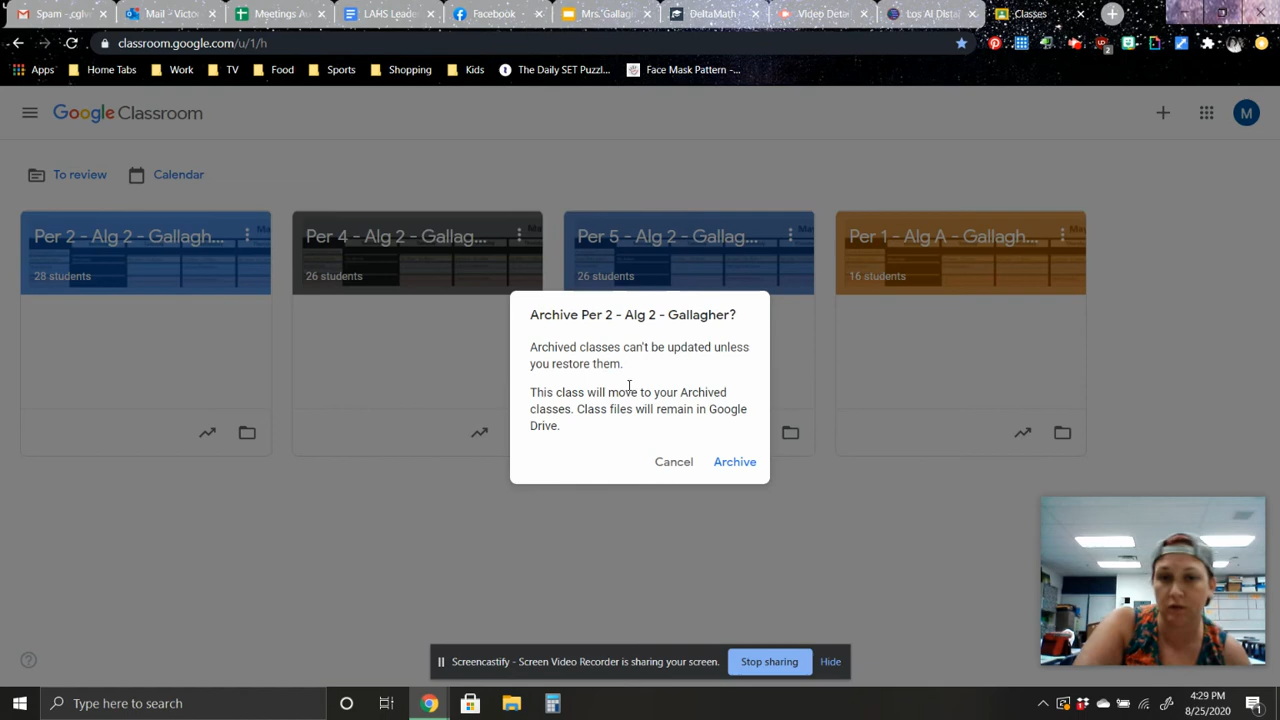 Spam - cglv
Mail - Victo
Meetings Au
LAHS Leade
Facebook
Mrs. Gallagh
DeltaMath
Video Detai
Los Al Dista
Classes
classroom.google.com/u/1/h
Apps
Home Tabs
Work
TV
Food
Sports
Shopping
Kids
The Daily SET Puzzl...
Face Mask Pattern -...
Google Classroom
M
To review
Calendar
Per 2 - Alg 2 - Gallagh...
28 students
Per 4 - Alg 2 - Gallag...
26 students
Per 5 - Alg 2 - Gallag...
26 students
Per 1 - Alg A - Gallagh...
16 students
Archive Per 2 - Alg 2 - Gallagher?
Archived classes can't be updated unless
you restore them.
This class will move to your Archived
classes. Class files will remain in Google
Drive.
Cancel
Archive
Screencastify - Screen Video Recorder is sharing your screen.
Stop sharing
Hide
Type here to search
4:29 PM
8/25/2020